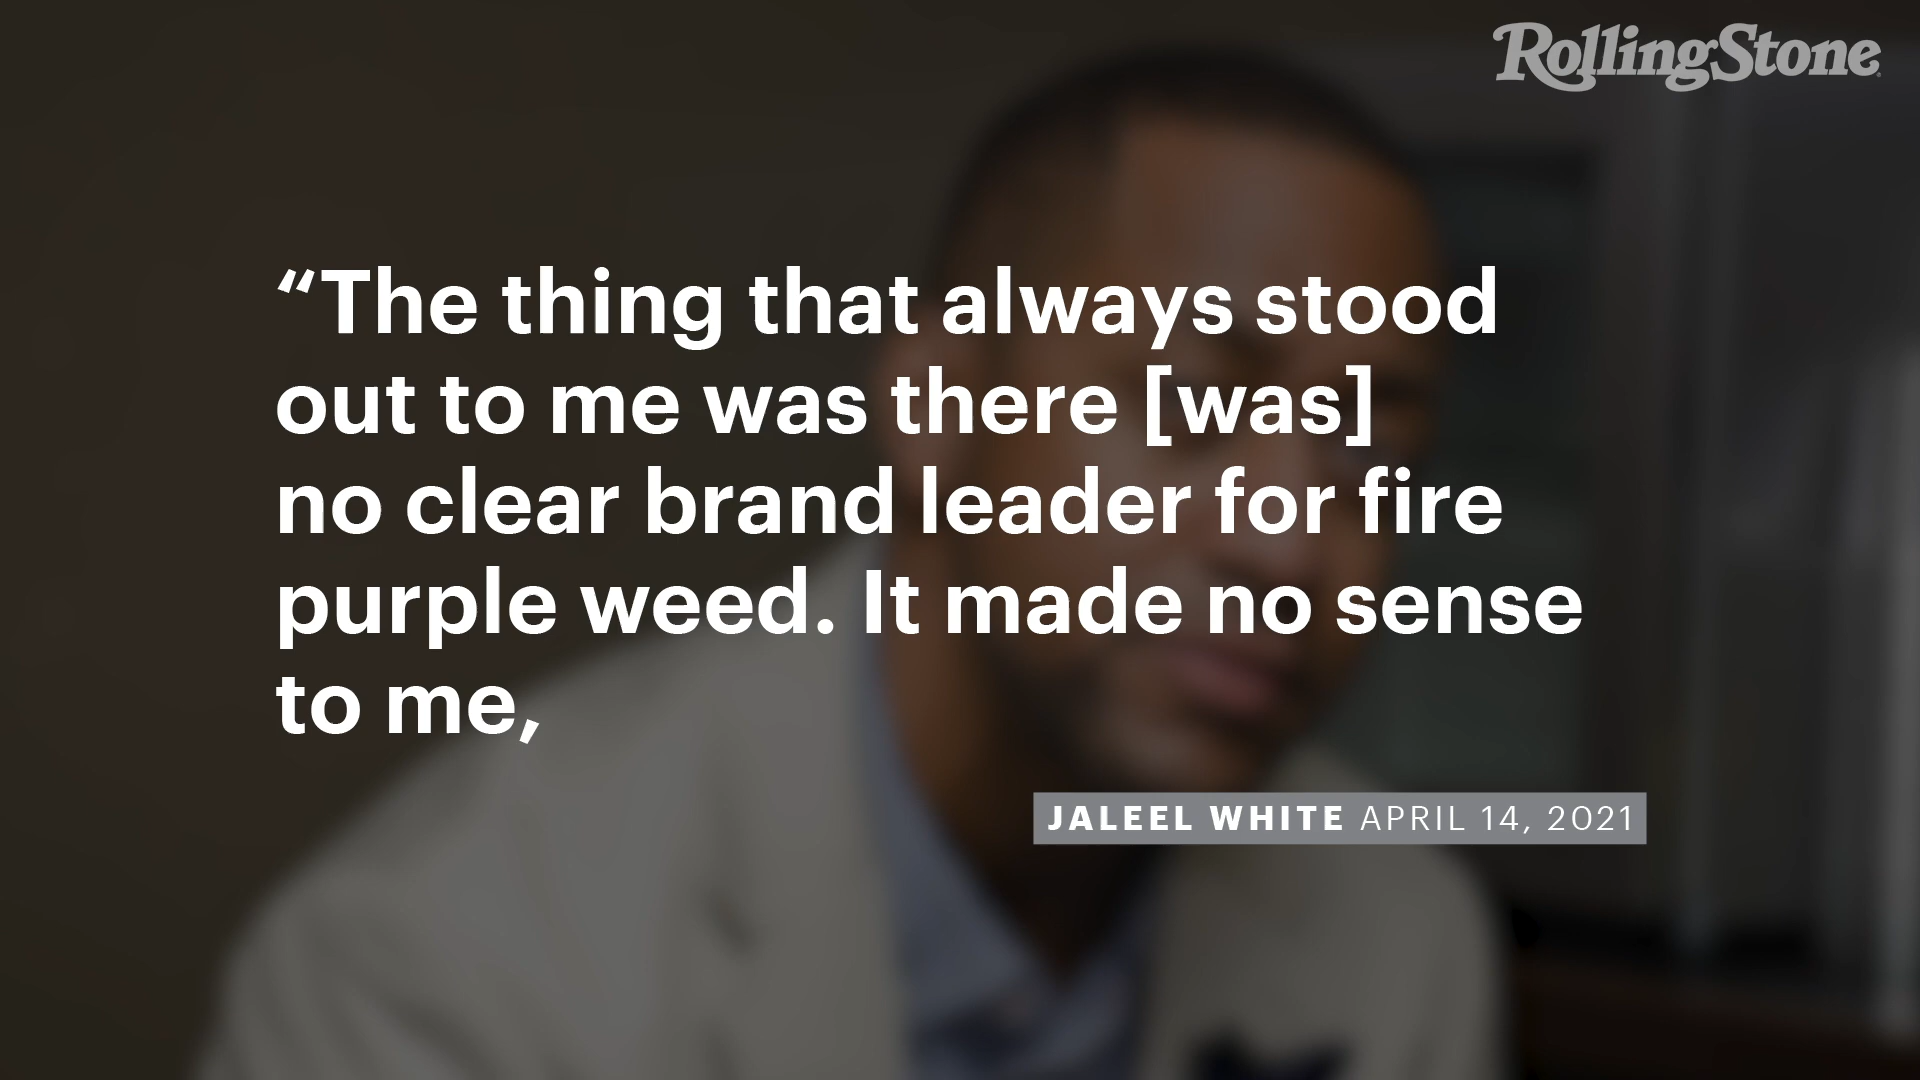 RollingStone
“The thing that always stood
out to me was there [was]
no clear brand leader for fire
purple weed. It made no sense
to me,
JALEEL WHITE APRIL 14, 2021